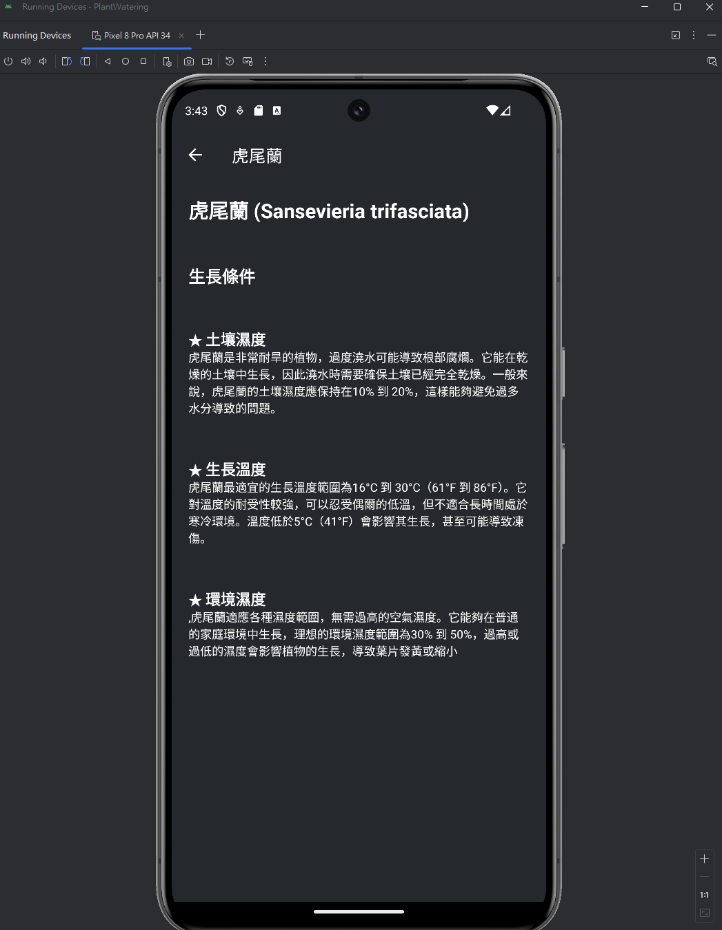 Running Devices - PlantWatering
Running Devices
Pixel 8 Pro API 34
3:43
A
虎尾蘭
虎尾蘭 (Sansevieria trifasciata)
生長條件
★ 土壤濕度
虎尾蘭是非常耐旱的植物，過度澆水可能導致根部腐爛。它能在乾
燥的土壤中生長，因此澆水時需要確保土壤已經完全乾燥。一般來
說，虎尾蘭的土壤濕度應保持在10% 到 20%，這樣能夠避免過多
水分導致的問題。
★ 生長溫度
虎尾蘭最適宜的生長溫度範圍為16°C 到 30°C（61°F 到 86°F）。它
對溫度的耐受性較強，可以忍受偶爾的低溫，但不適合長時間處於
寒冷環境。溫度低於5°C（41°F）會影響其生長，甚至可能導致凍
傷。
★ 環境濕度
,虎尾蘭適應各種濕度範圍，無需過高的空氣濕度。它能夠在普通
的家庭環境中生長，理想的環境濕度範圍為30% 到 50%，過高或
過低的濕度會影響植物的生長，導致葉片發黃或縮小
1:1